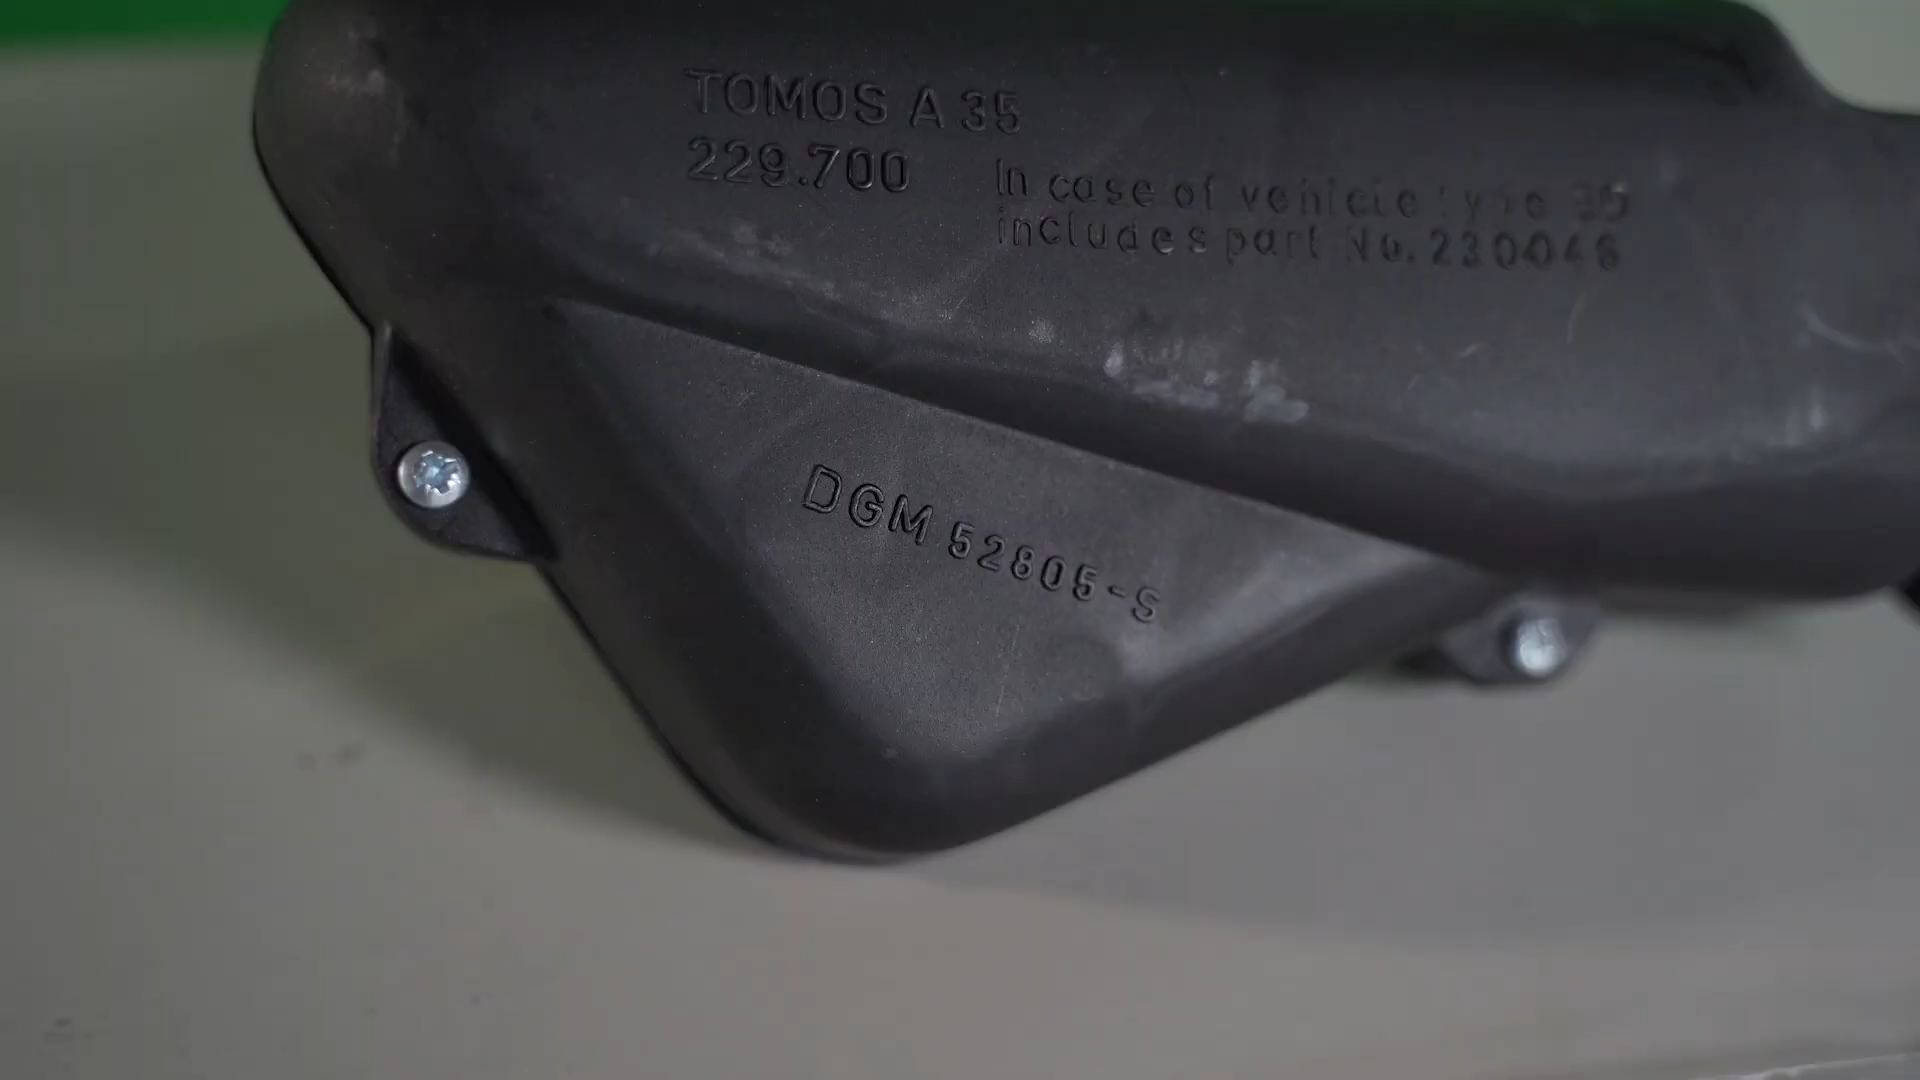 TOMOS A 35
229.700
In case of vehicle type 35
includes part No. 230048
DGM 52805-S